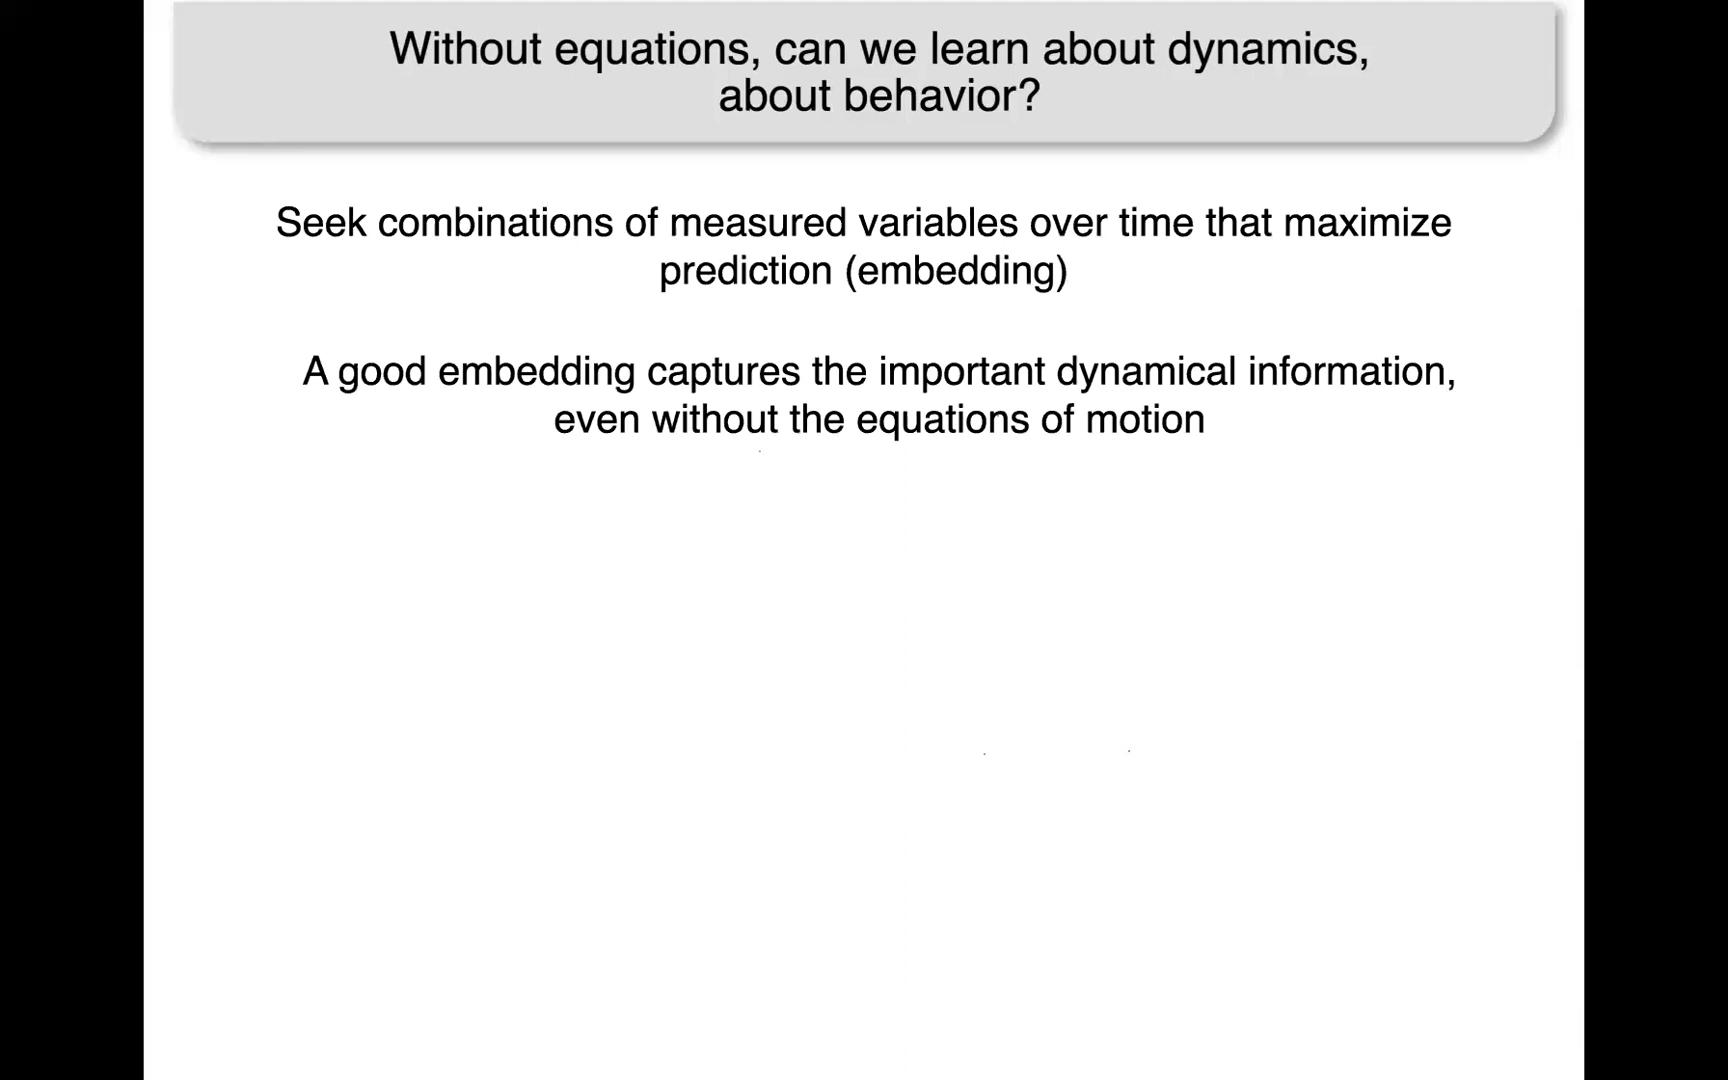 Without equations, can we learn about dynamics,
about behavior?
Seek combinations of measured variables over time that maximize
prediction (embedding)
A good embedding captures the important dynamical information,
even without the equations of motion